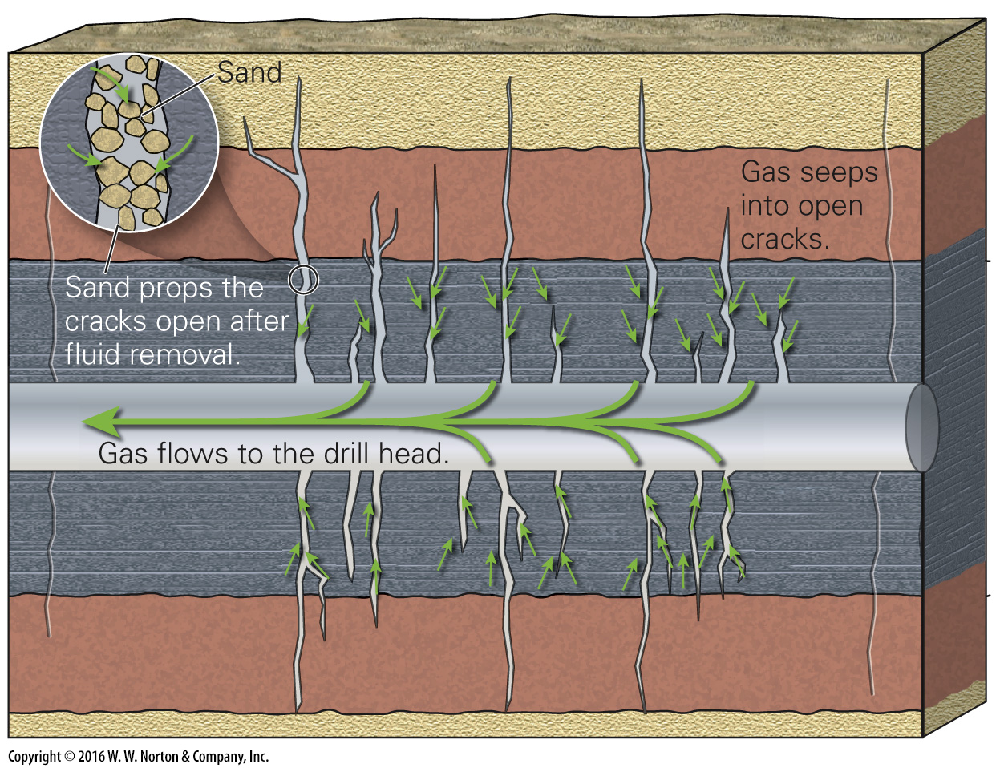 Sand
Gas seeps
into open
cracks.
Sand props the
cracks open after
fluid removal.
Gas flows to the drill head.
Copyright © 2016 W. W. Norton & Company, Inc.